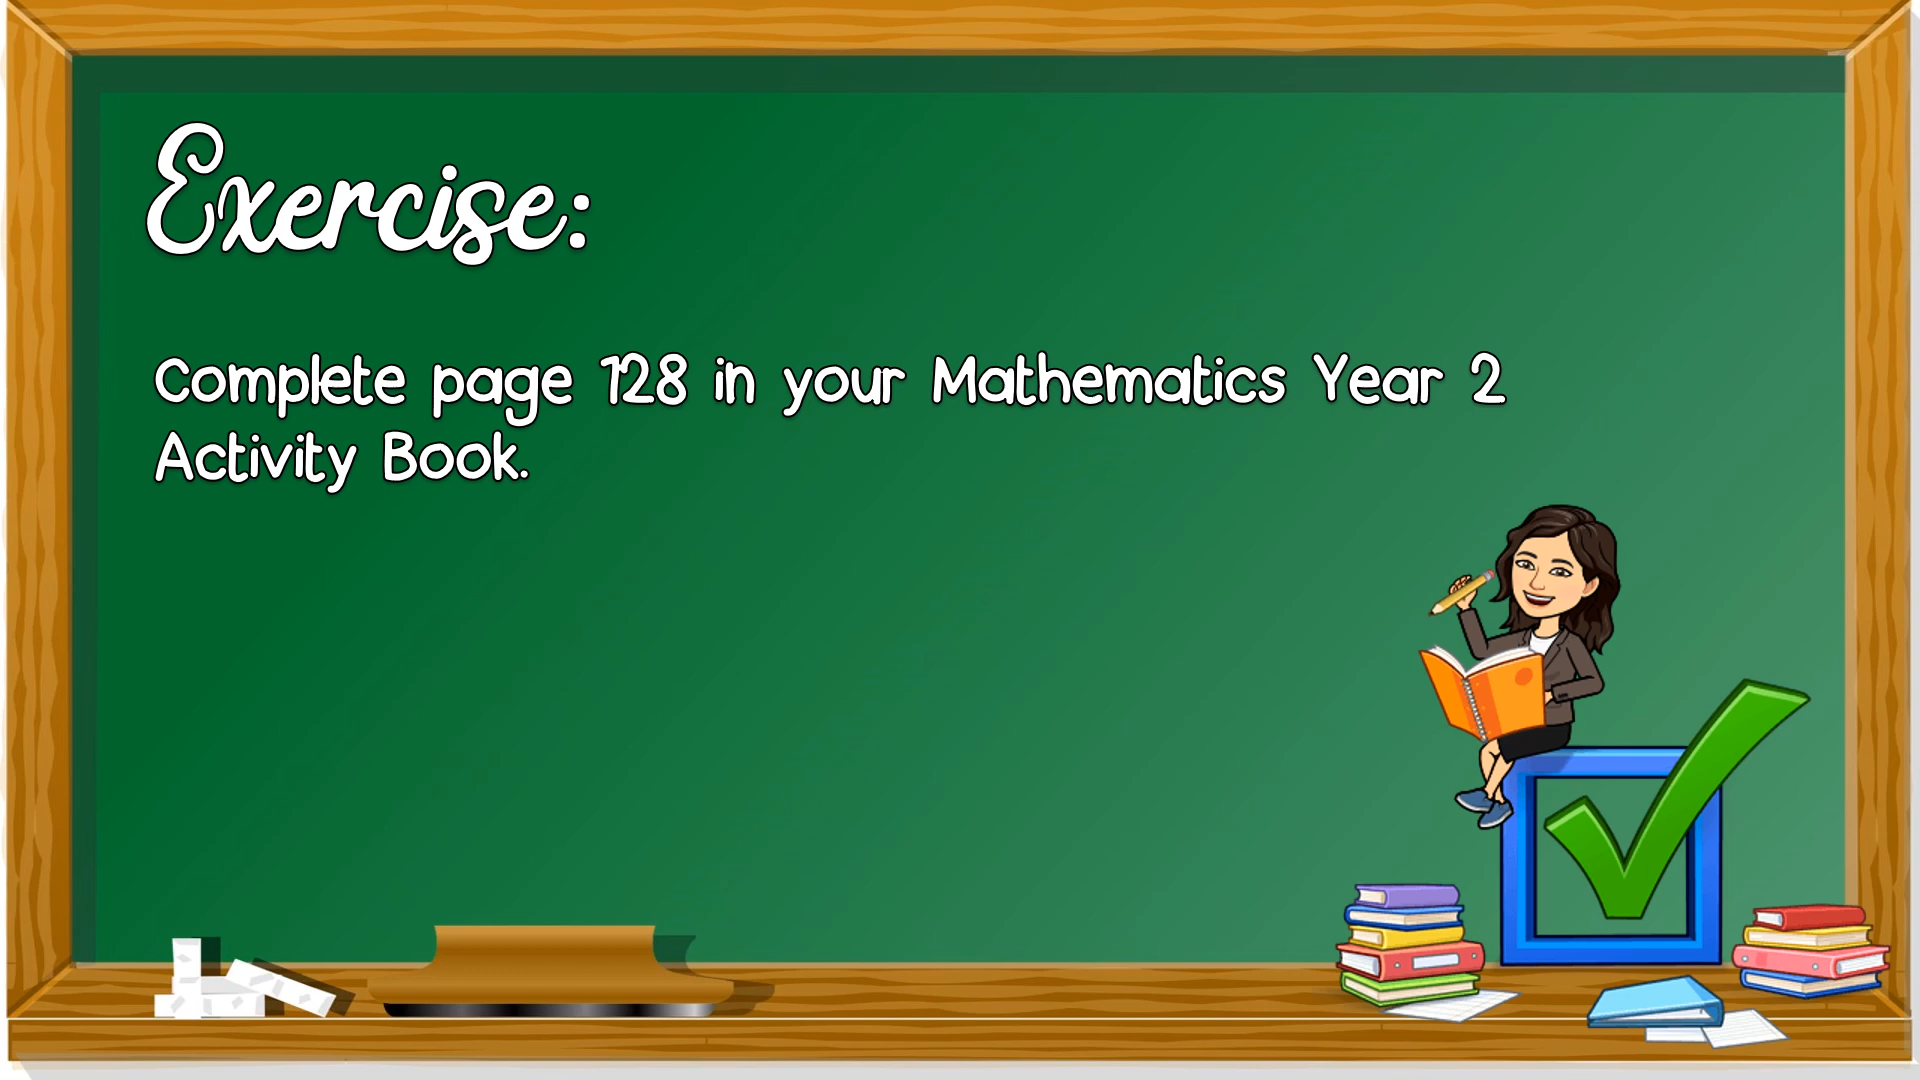 Exercise:
Complete page 128 in your Mathematics Year 2
Activity Book.